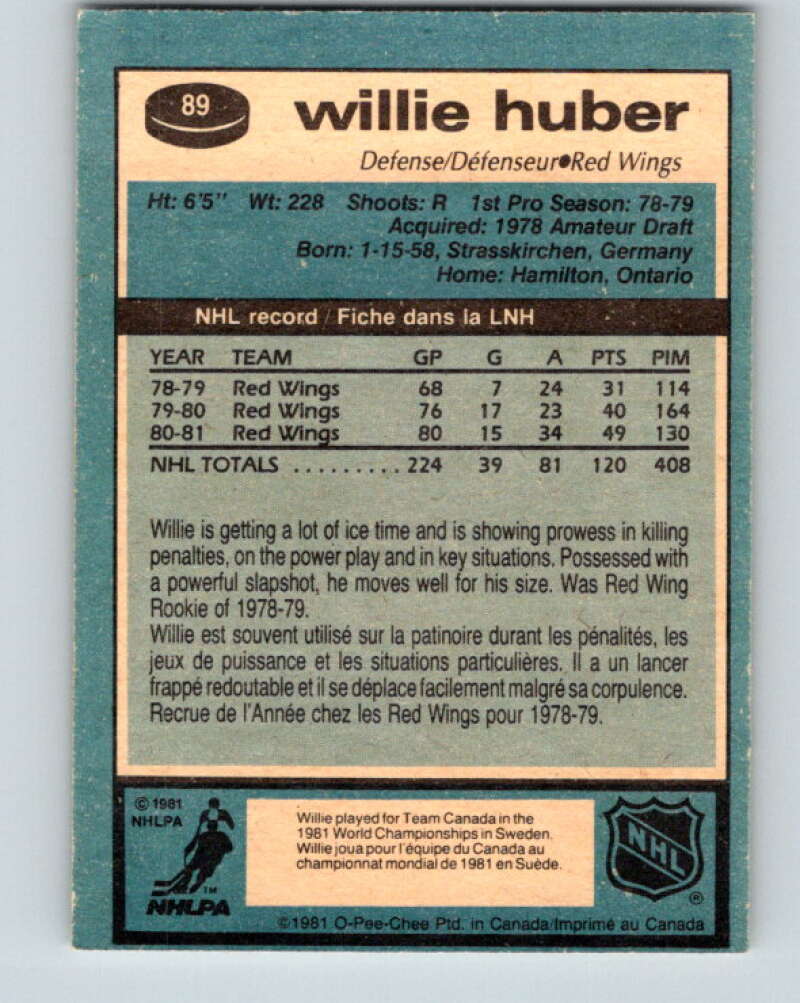 89
willie huber
Defense/Défenseur●Red Wings
Ht: 6'5" Wt: 228 Shoots: R 1st Pro Season: 78-79
Acquired: 1978 Amateur Draft
Born: 1-15-58, Strasskirchen, Germany
Home: Hamilton, Ontario
NHL record / Fiche dans la LNH
YEAR TEAM GP G A PTS PIM
78-79 Red Wings 68 7 24 31 114
79-80 Red Wings 76 17 23 40 164
80-81 Red Wings 80 15 34 49 130
NHL TOTALS ......... 224 39 81 120 408
Willie is getting a lot of ice time and is showing prowess in killing
penalties, on the power play and in key situations. Possessed with
a powerful slapshot, he moves well for his size. Was Red Wing
Rookie of 1978-79.
Willie est souvent utilisé sur la patinoire durant les pénalités, les
jeux de puissance et les situations particulières. Il a un lancer
frappé redoutable et il se déplace facilement malgré sa corpulence.
Recrue de l'Année chez les Red Wings pour 1978-79.
© 1981
NHLPA
TM
NHLPA
Willie played for Team Canada in the
1981 World Championships in Sweden.
Willie joua pour l'équipe du Canada au
championnat mondial de 1981 en Suède.
NHL
®
©1981 O-Pee-Chee Ptd. in Canada/Imprimé au Canada